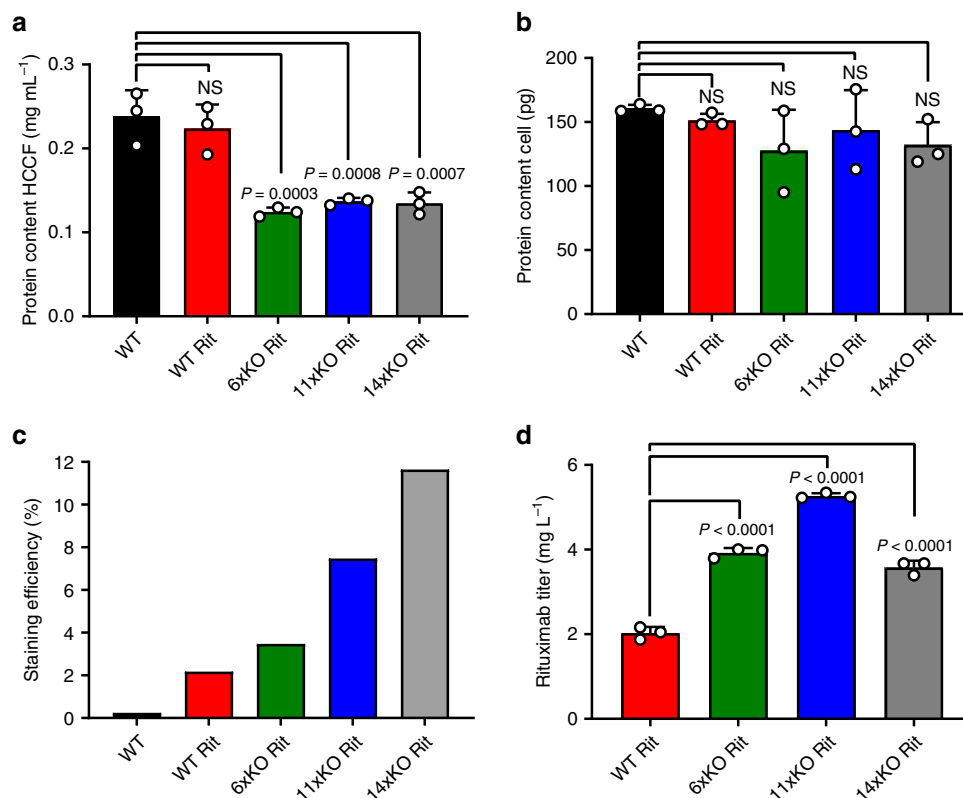 a
Protein content HCCF (mg mL⁻¹)
0.3
0.2
0.1
0.0
NS
P = 0.0003
P = 0.0008
P = 0.0007
WT
WT Rit
6xKO Rit
11xKO Rit
14xKO Rit
b
Protein content cell (pg)
200
150
100
50
0
NS
NS
NS
NS
WT
WT Rit
6xKO Rit
11xKO Rit
14xKO Rit
c
Staining efficiency (%)
12
10
8
6
4
2
0
WT
WT Rit
6xKO Rit
11xKO Rit
14xKO Rit
d
Rituximab titer (mg L⁻¹)
6
4
2
0
P < 0.0001
P < 0.0001
P < 0.0001
WT Rit
6xKO Rit
11xKO Rit
14xKO Rit